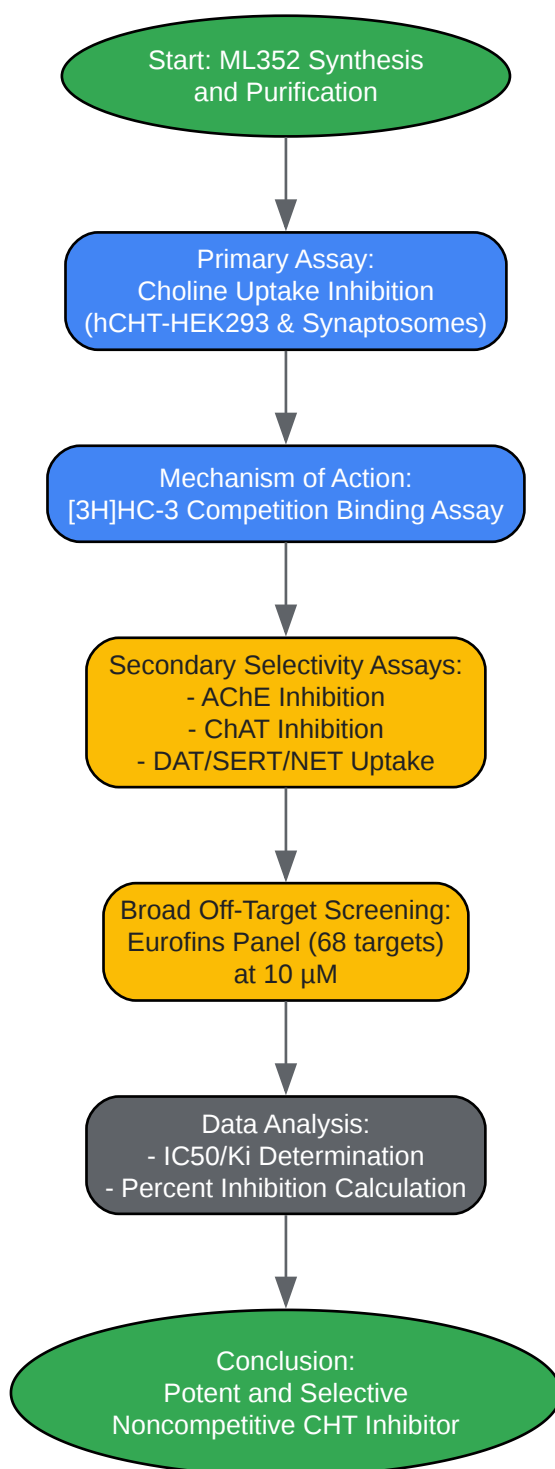 Start: ML352 Synthesis
and Purification
Primary Assay:
Choline Uptake Inhibition
(hCHT-HEK293 & Synaptosomes)
Mechanism of Action:
[3H]HC-3 Competition Binding Assay
Secondary Selectivity Assays:
- AChE Inhibition
- ChAT Inhibition
- DAT/SERT/NET Uptake
Broad Off-Target Screening:
Eurofins Panel (68 targets)
at 10 µM
Data Analysis:
- IC50/Ki Determination
- Percent Inhibition Calculation
Conclusion:
Potent and Selective
Noncompetitive CHT Inhibitor